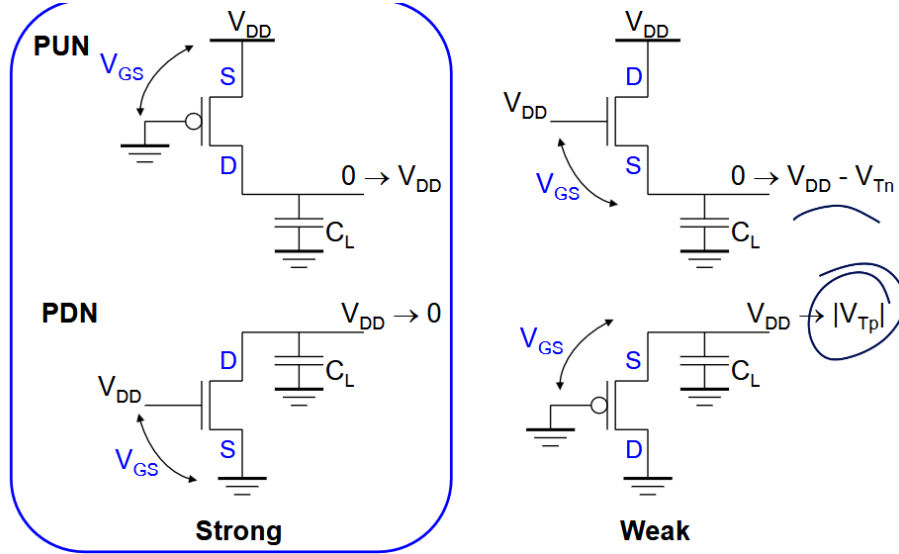 PUN
V_DD
V_GS
S
D
0 → V_DD
C_L
V_DD
D
V_DD
V_GS
S
0 → V_DD - V_Tn
C_L
PDN
V_DD → 0
D
C_L
V_DD
V_GS
S
V_DD → |V_Tp|
V_GS
S
C_L
D
Strong
Weak